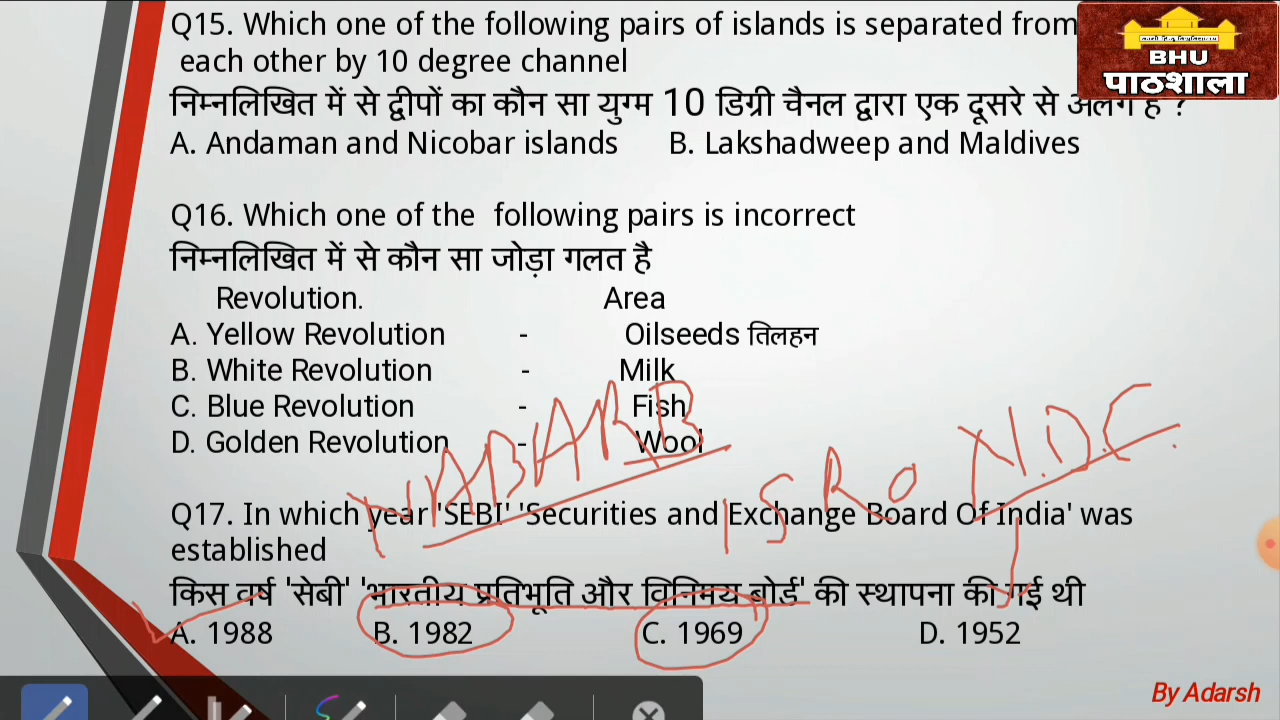 Q15. Which one of the following pairs of islands is separated from
each other by 10 degree channel
निम्नलिखित में से द्वीपों का कौन सा युग्म 10 डिग्री चैनल द्वारा एक दूसरे से अलग है ?
A. Andaman and Nicobar islands B. Lakshadweep and Maldives
BHU
पाठशाला
Q16. Which one of the following pairs is incorrect
निम्नलिखित में से कौन सा जोड़ा गलत है
Revolution. Area
A. Yellow Revolution - Oilseeds तिलहन
B. White Revolution - Milk
C. Blue Revolution - Fish
D. Golden Revolution - Wool
NABARB
ISRO
N.D.C.
Q17. In which year 'SEBI' 'Securities and Exchange Board Of India' was
established
किस वर्ष 'सेबी' 'भारतीय प्रतिभूति और विनिमय बोर्ड' की स्थापना की गई थी
A. 1988 B. 1982 C. 1969 D. 1952
By Adarsh